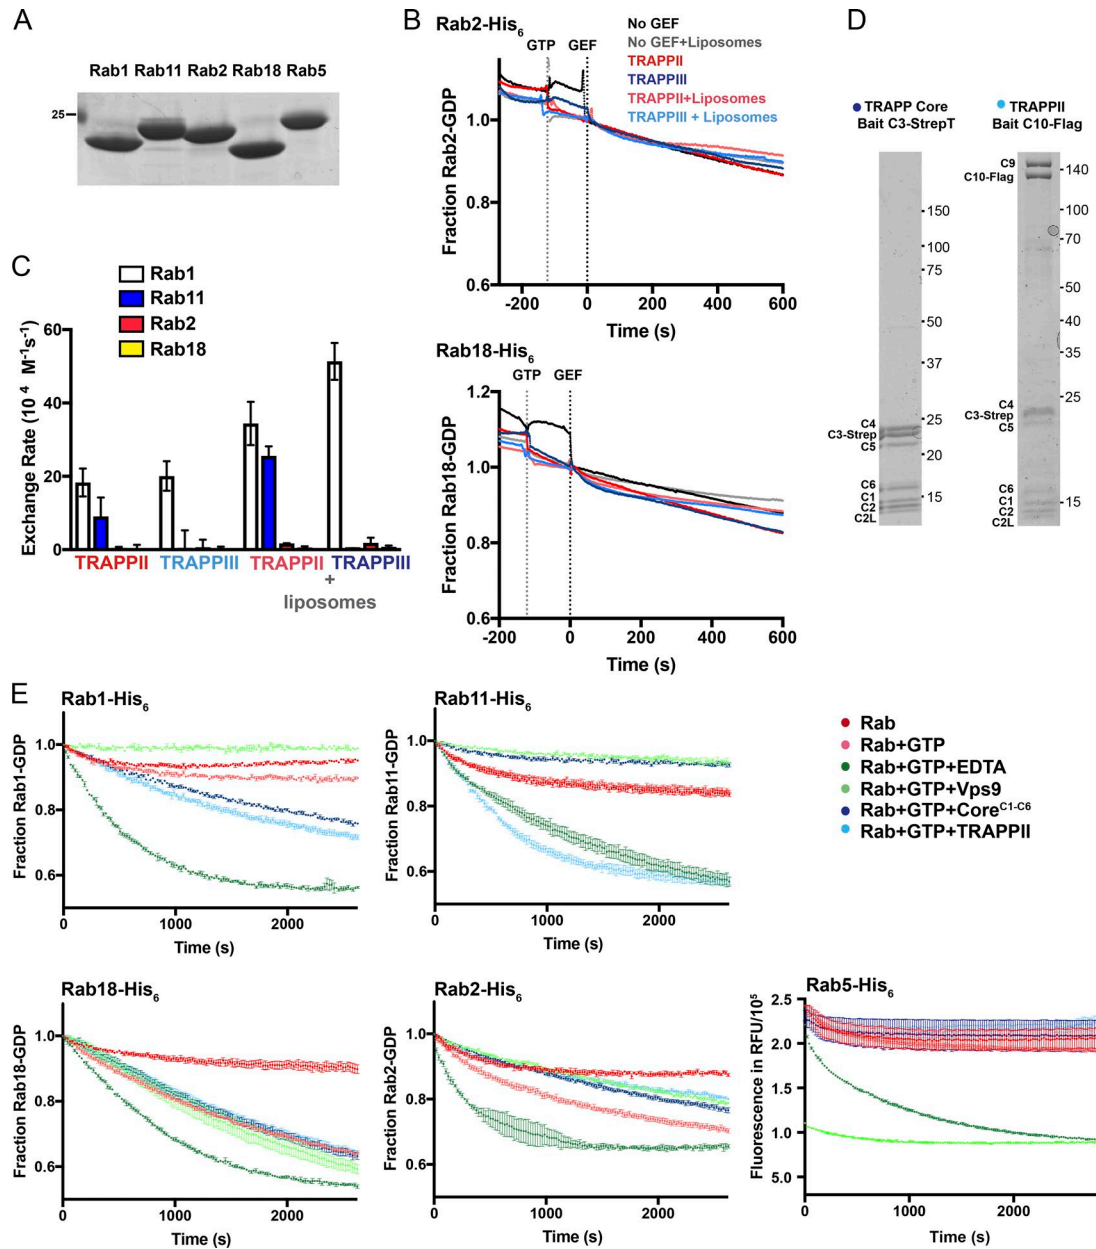 A
Rab1 Rab11 Rab2 Rab18 Rab5
25
B
Rab2-His6
No GEF
No GEF+Liposomes
TRAPPII
TRAPPIII
TRAPPII+Liposomes
TRAPPIII + Liposomes
GTP GEF
Fraction Rab2-GDP
1.0
0.8
0.6
-200 0 200 400 600
Time (s)
Rab18-His6
GTP GEF
Fraction Rab18-GDP
1.2
1.0
0.8
0.6
-200 0 200 400 600
Time (s)
C
Rab1
Rab11
Rab2
Rab18
Exchange Rate (10 4 M-1s-1)
60
40
20
0
TRAPPII TRAPPIII TRAPPII TRAPPIII
+
liposomes
D
TRAPP Core
Bait C3-StrepT
150
100
75
50
37
25
20
15
C4
C3-Strep
C5
C6
C1
C2
C2L
TRAPPII
Bait C10-Flag
C9
C10-Flag
140
100
70
50
40
35
25
15
C4
C3-Strep
C5
C6
C1
C2
C2L
E
Rab1-His6
Fraction Rab1-GDP
1.0
0.8
0.6
0 1000 2000
Time (s)
Rab11-His6
Fraction Rab11-GDP
1.0
0.8
0.6
0 1000 2000
Time (s)
Rab
Rab+GTP
Rab+GTP+EDTA
Rab+GTP+Vps9
Rab+GTP+CoreC1-C6
Rab+GTP+TRAPPII
Rab18-His6
Fraction Rab18-GDP
1.0
0.8
0.6
0 1000 2000
Time (s)
Rab2-His6
Fraction Rab2-GDP
1.0
0.8
0.6
0 1000 2000
Time (s)
Rab5-His6
Fluorescence in RFU/105
2.5
2.0
1.5
1.0
5.0
0 1000 2000
Time (s)